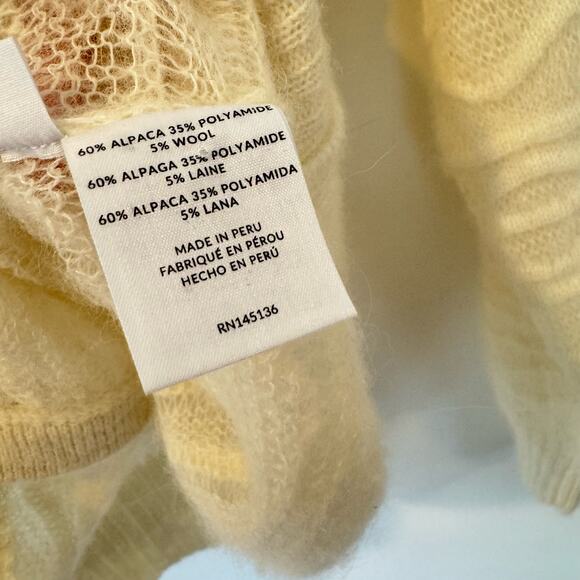 60% ALPACA 35% POLYAMIDE
5% WOOL
60% ALPAGA 35% POLYAMIDE
5% LAINE
60% ALPACA 35% POLYAMIDA
5% LANA
MADE IN PERU
FABRIQUÉ EN PÉROU
HECHO EN PERÚ
RN145136